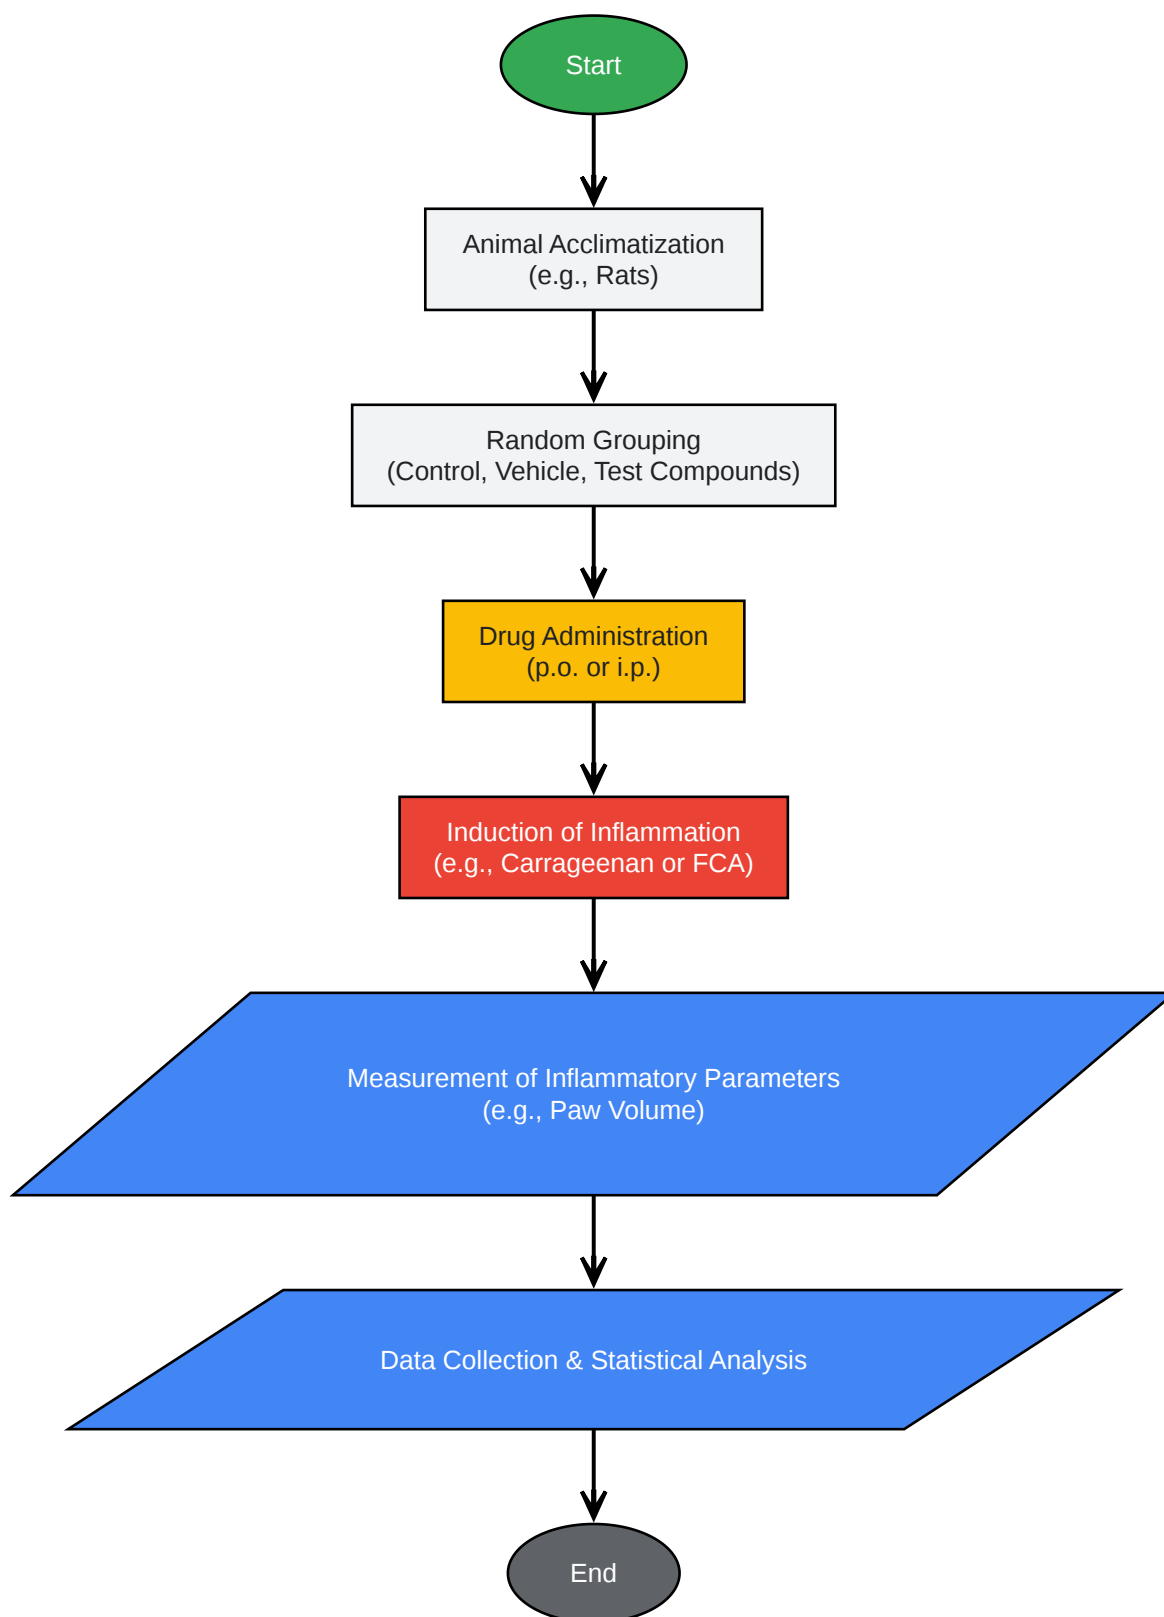 Start
Animal Acclimatization
(e.g., Rats)
Random Grouping
(Control, Vehicle, Test Compounds)
Drug Administration
(p.o. or i.p.)
Induction of Inflammation
(e.g., Carrageenan or FCA)
Measurement of Inflammatory Parameters
(e.g., Paw Volume)
Data Collection & Statistical Analysis
End